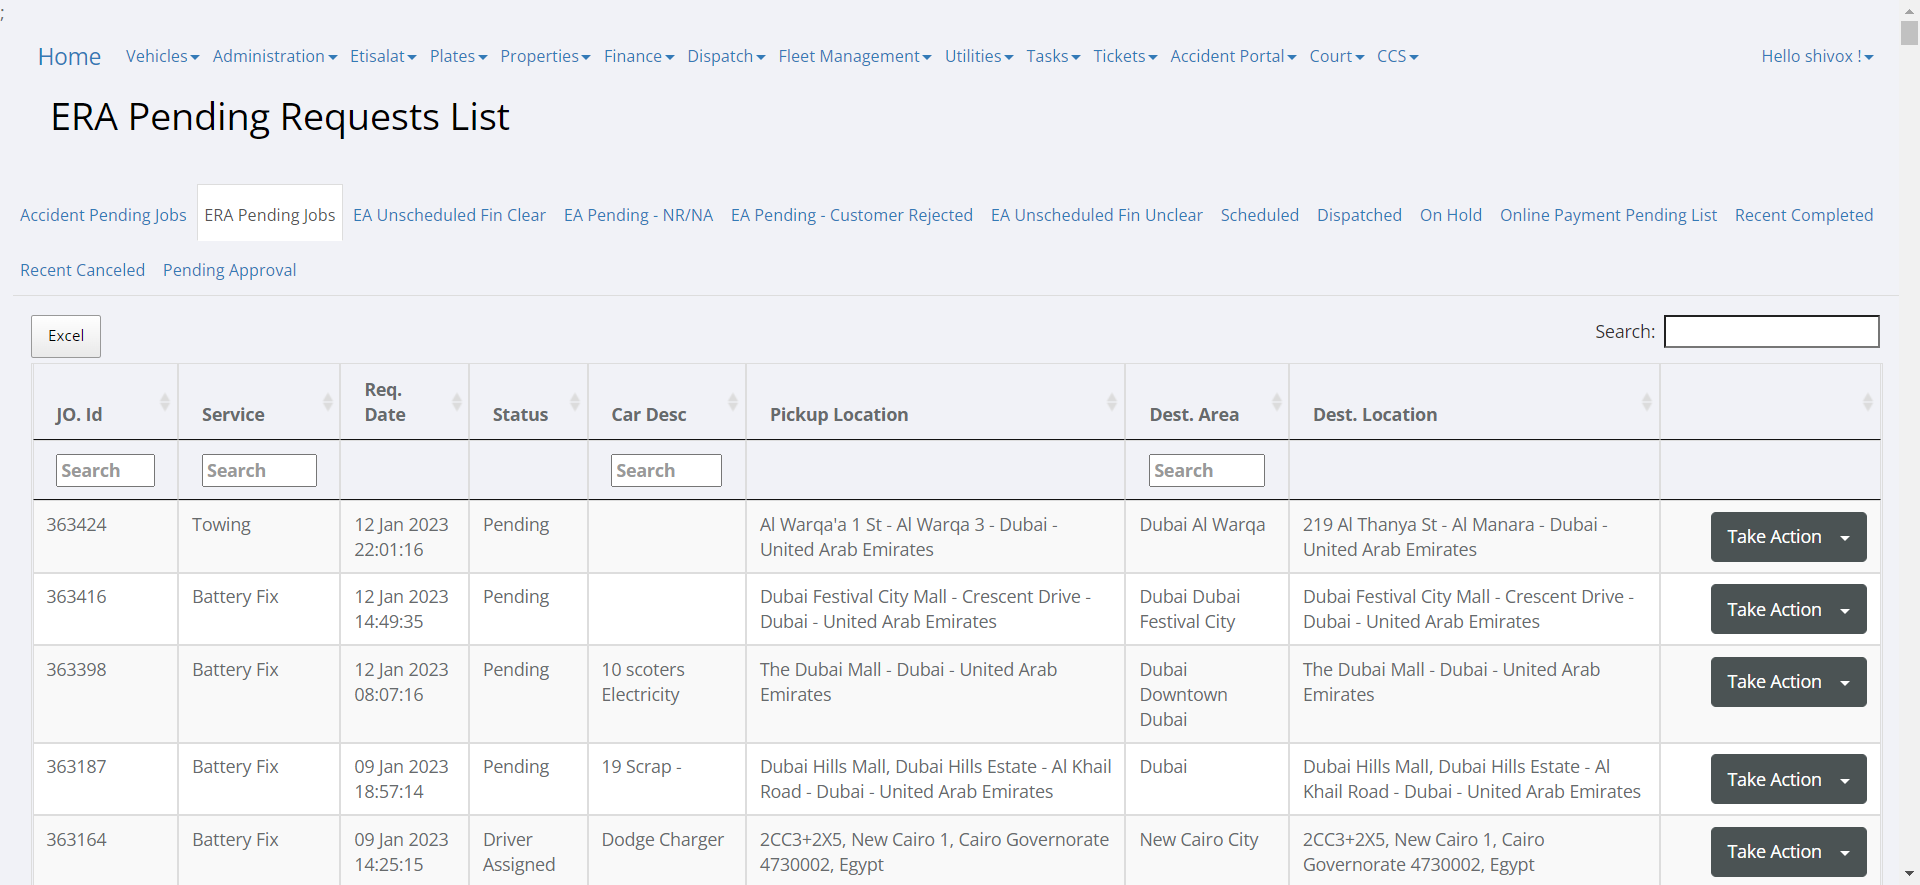 ;
Home Vehicles Administration Etisalat Plates Properties Finance Dispatch Fleet Management Utilities Tasks Tickets Accident Portal Court CCS Hello shivox !
ERA Pending Requests List
Accident Pending Jobs ERA Pending Jobs EA Unscheduled Fin Clear EA Pending - NR/NA EA Pending - Customer Rejected EA Unscheduled Fin Unclear Scheduled Dispatched On Hold Online Payment Pending List Recent Completed
Recent Canceled Pending Approval
Excel Search:
JO. Id Service Req. Date Status Car Desc Pickup Location Dest. Area Dest. Location
Search Search Search Search
363424 Towing 12 Jan 2023 Pending Al Warqa'a 1 St - Al Warqa 3 - Dubai - Dubai Al Warqa 219 Al Thanya St - Al Manara - Dubai - Take Action
22:01:16 United Arab Emirates United Arab Emirates
363416 Battery Fix 12 Jan 2023 Pending Dubai Festival City Mall - Crescent Drive - Dubai Dubai Dubai Festival City Mall - Crescent Drive - Take Action
14:49:35 Dubai - United Arab Emirates Festival City Dubai - United Arab Emirates
363398 Battery Fix 12 Jan 2023 Pending 10 scoters The Dubai Mall - Dubai - United Arab Dubai The Dubai Mall - Dubai - United Arab Take Action
08:07:16 Electricity Emirates Downtown Emirates
Dubai
363187 Battery Fix 09 Jan 2023 Pending 19 Scrap - Dubai Hills Mall, Dubai Hills Estate - Al Khail Dubai Dubai Hills Mall, Dubai Hills Estate - Al Take Action
18:57:14 Road - Dubai - United Arab Emirates Khail Road - Dubai - United Arab Emirates
363164 Battery Fix 09 Jan 2023 Driver Dodge Charger 2CC3+2X5, New Cairo 1, Cairo Governorate New Cairo City 2CC3+2X5, New Cairo 1, Cairo Take Action
14:25:15 Assigned 4730002, Egypt Governorate 4730002, Egypt